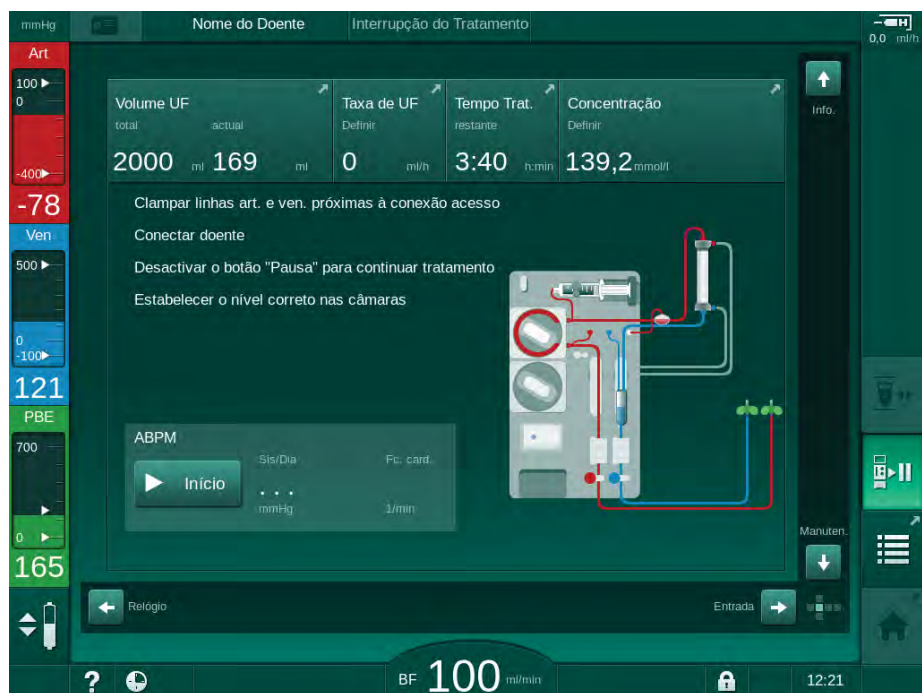 mmHg
Nome do Doente
Interrupção do Tratamento
0,0 ml/h
Art
100
0
-400
-78
Ven
500
0
-100
121
PBE
700
0
165
Volume UF
total actual
2000 ml 169 ml
Taxa de UF
Definir
0 ml/h
Tempo Trat.
restante
3:40 h:min
Concentração
Definir
139,2 mmol/l
Info.
Clampar linhas art. e ven. próximas à conexão acesso
Conectar doente
Desactivar o botão "Pausa" para continuar tratamento
Estabelecer o nível correto nas câmaras
ABPM
Sis/Dia Fc. card.
Início
. . .
mmHg 1/min
Manuten.
Relógio
Entrada
? BF 100 ml/min 12:21